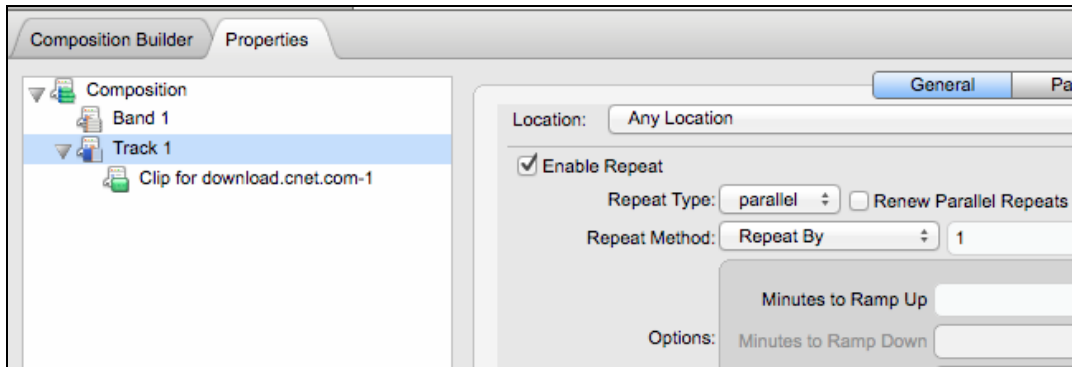 Composition Builder Properties
Composition
Band 1
Track 1
Clip for download.cnet.com-1
General Pa
Location: Any Location
Enable Repeat
Repeat Type: parallel Renew Parallel Repeats
Repeat Method: Repeat By 1
Minutes to Ramp Up
Options: Minutes to Ramp Down